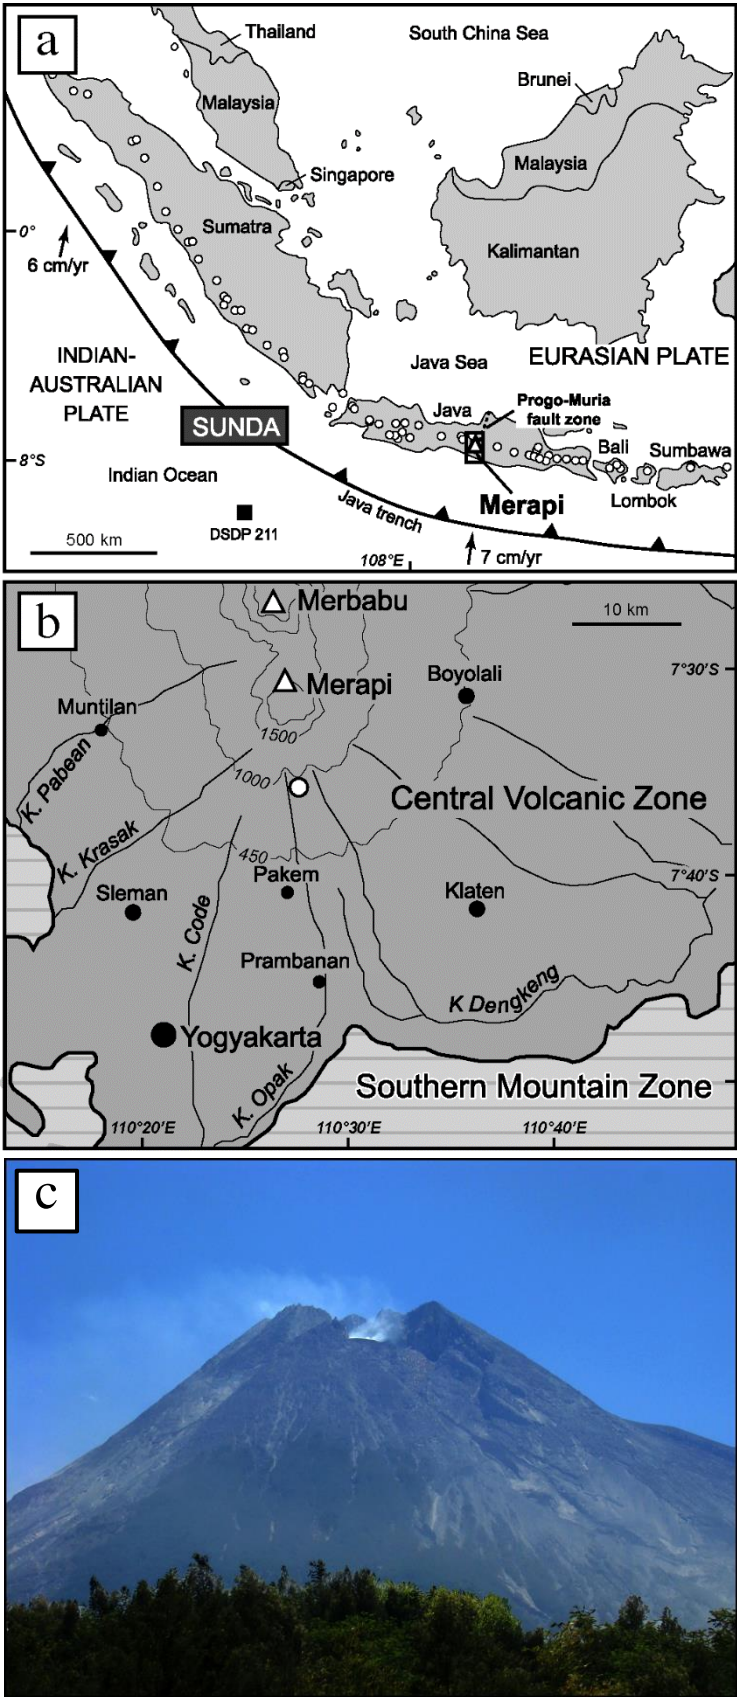 a
Thailand
South China Sea
Brunei
Malaysia
Malaysia
Singapore
Sumatra
0°
Kalimantan
6 cm/yr
INDIAN-
AUSTRALIAN
PLATE
Java Sea
EURASIAN PLATE
Java
Progo-Muria
fault zone
SUNDA
Bali
Sumbawa
8°S
Indian Ocean
Merapi
Lombok
Java trench
DSDP 211
500 km
108°E
7 cm/yr
b
Merbabu
10 km
7°30'S
Merapi
Boyolali
Muntilan
1500
K. Pabean
1000
Central Volcanic Zone
K. Krasak
450
Pakem
7°40'S
Sleman
Klaten
K. Code
Prambanan
K Dengkeng
Yogyakarta
K. Opak
Southern Mountain Zone
110°20'E
110°30'E
110°40'E
c